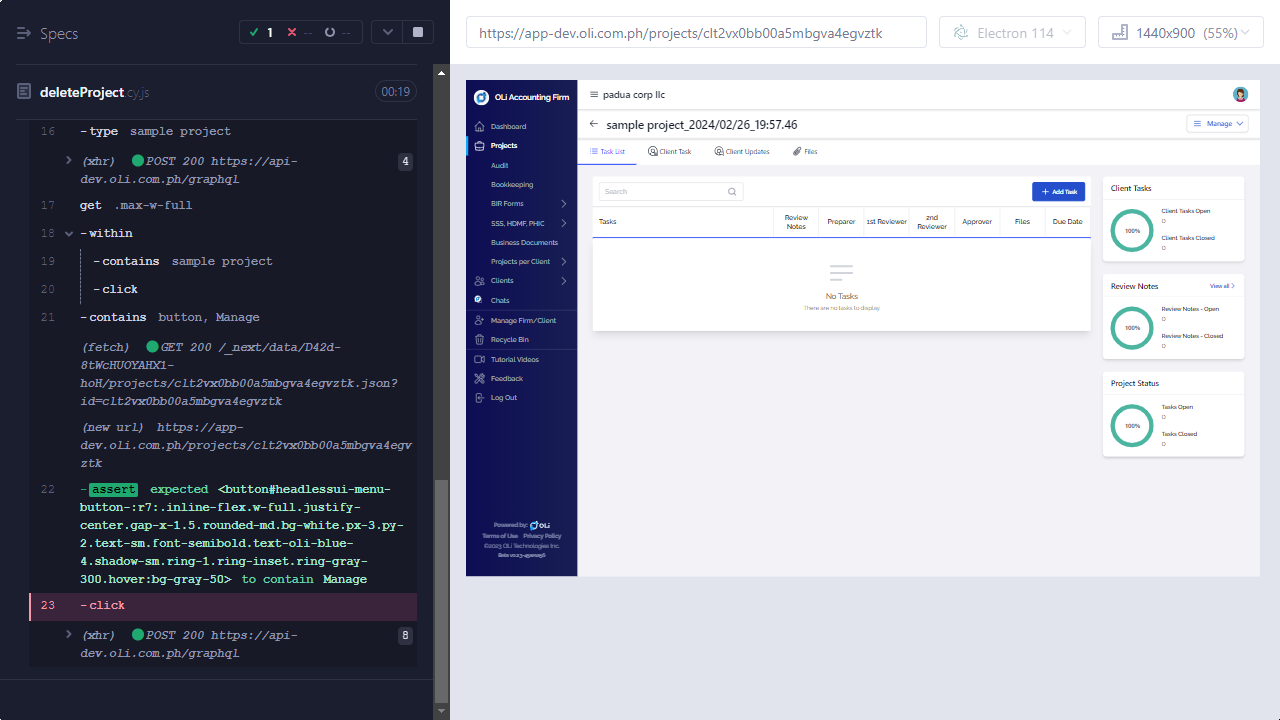 Specs
1
--
--
deleteProject.cy.js
00:19
16 -type sample project
(xhr) POST 200 https://api-
dev.oli.com.ph/graphql
4
17 get .max-w-full
18 -within
19 -contains sample project
20 -click
21 -contains button, Manage
(fetch) GET 200 /_next/data/D42d-
8tWcHUOYAHX1-
hoH/projects/clt2vx0bb00a5mbgva4egvztk.json?
id=clt2vx0bb00a5mbgva4egvztk
(new url) https://app-
dev.oli.com.ph/projects/clt2vx0bb00a5mbgva4egv
ztk
22 -assert expected <button#headlessui-menu-
button-:r7:.inline-flex.w-full.justify-
center.gap-x-1.5.rounded-md.bg-white.px-3.py-
2.text-sm.font-semibold.text-oli-blue-
1.shadow-sm.ring-1.ring-inset.ring-gray-
300.hover:bg-gray-50> to contain Manage
23 -click
(xhr) POST 200 https://api-
dev.oli.com.ph/graphql
8
https://app-dev.oli.com.ph/projects/clt2vx0bb00a5mbgva4egvztk
Electron 114
1440x900 (55%)
OLi Accounting Firm
Dashboard
Projects
Audit
Bookkeeping
BIR Forms
SSS, HDMF, PHIC
Business Documents
Projects per Client
Clients
Chats
Manage Firm/Client
Recycle Bin
Tutorial Videos
Feedback
Log Out
Powered by: OLi
Terms of Use Privacy Policy
©2023 OLi Technologies Inc.
padua corp llc
sample project_2024/02/26_19:57.46
Manage
Task List
Client Task
Client Updates
Files
Search
Add Task
Tasks
Review
Notes
Preparer
1st Reviewer
2nd
Reviewer
Approver
Files
Due Date
No Tasks
There are no tasks to display
Client Tasks
100%
Client Tasks Open
0
Client Tasks Closed
0
Review Notes
View all
100%
Review Notes - Open
0
Review Notes - Closed
0
Project Status
100%
Tasks Open
0
Tasks Closed
0